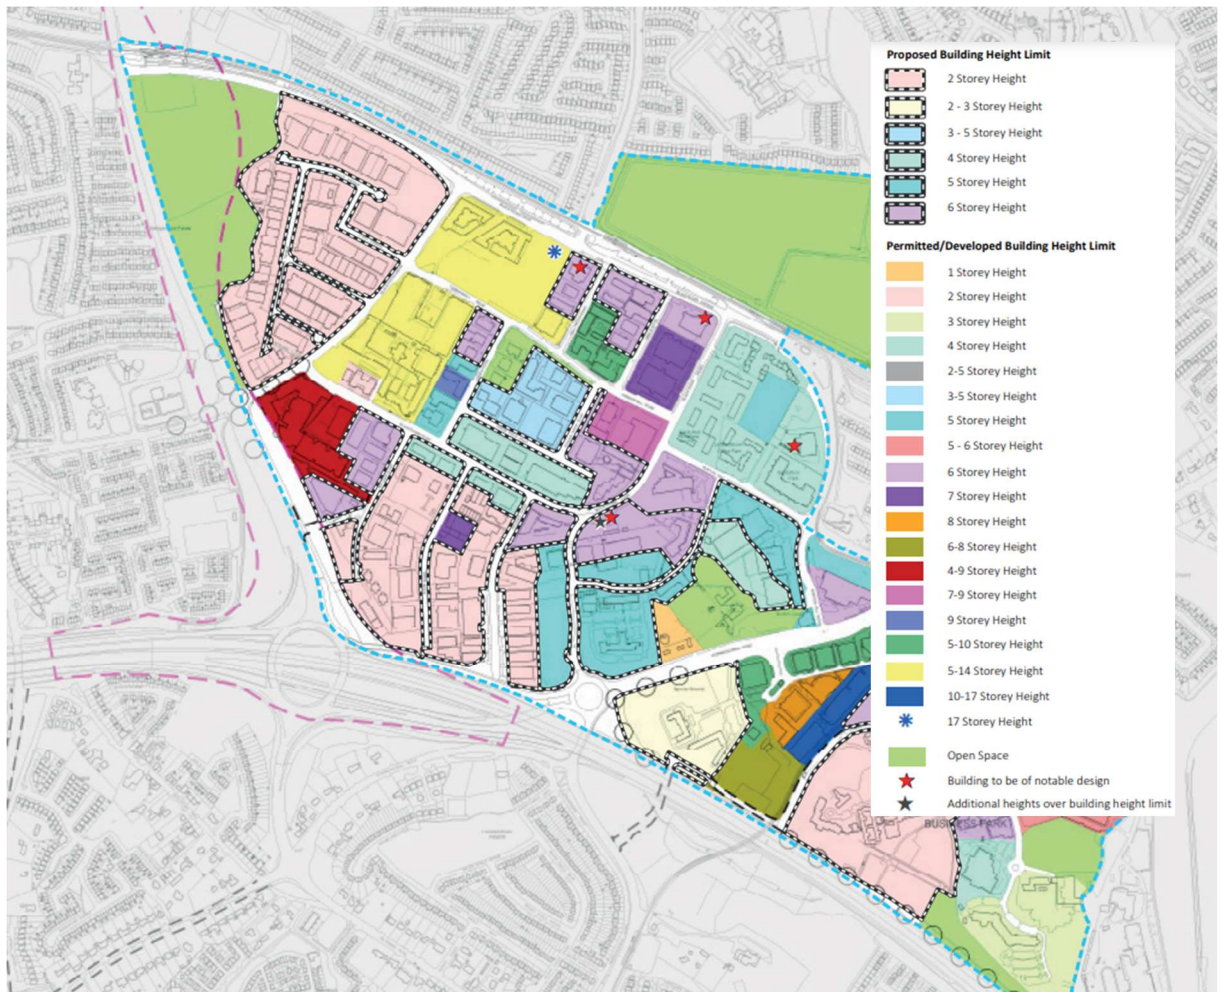 Proposed Building Height Limit
2 Storey Height
2 - 3 Storey Height
3 - 5 Storey Height
4 Storey Height
5 Storey Height
6 Storey Height
Permitted/Developed Building Height Limit
1 Storey Height
2 Storey Height
3 Storey Height
4 Storey Height
2-5 Storey Height
3-5 Storey Height
5 Storey Height
5 - 6 Storey Height
6 Storey Height
7 Storey Height
8 Storey Height
6-8 Storey Height
4-9 Storey Height
7-9 Storey Height
9 Storey Height
5-10 Storey Height
5-14 Storey Height
10-17 Storey Height
17 Storey Height
Open Space
Building to be of notable design
Additional heights over building height limit
BUSINESS PARK